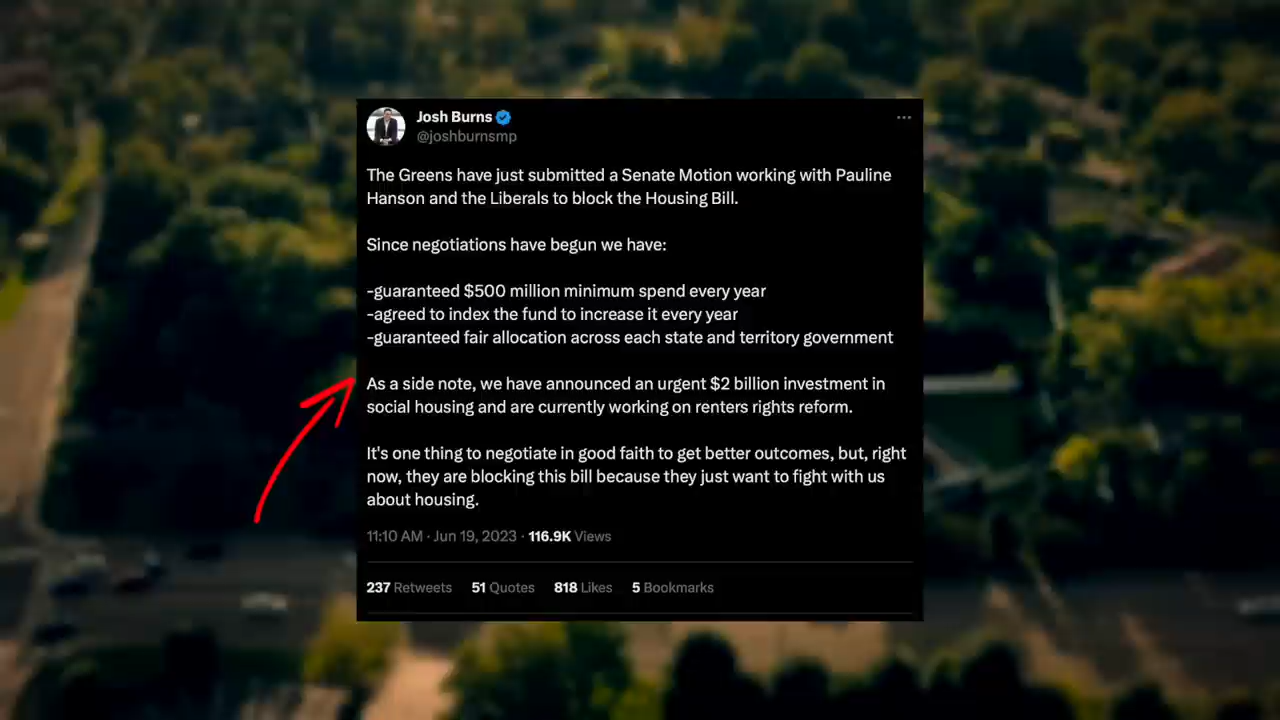 Josh Burns
@joshburnsmp
The Greens have just submitted a Senate Motion working with Pauline
Hanson and the Liberals to block the Housing Bill.
Since negotiations have begun we have:
-guaranteed $500 million minimum spend every year
-agreed to index the fund to increase it every year
-guaranteed fair allocation across each state and territory government
As a side note, we have announced an urgent $2 billion investment in
social housing and are currently working on renters rights reform.
It's one thing to negotiate in good faith to get better outcomes, but, right
now, they are blocking this bill because they just want to fight with us
about housing.
11:10 AM · Jun 19, 2023 · 116.9K Views
237 Retweets 51 Quotes 818 Likes 5 Bookmarks